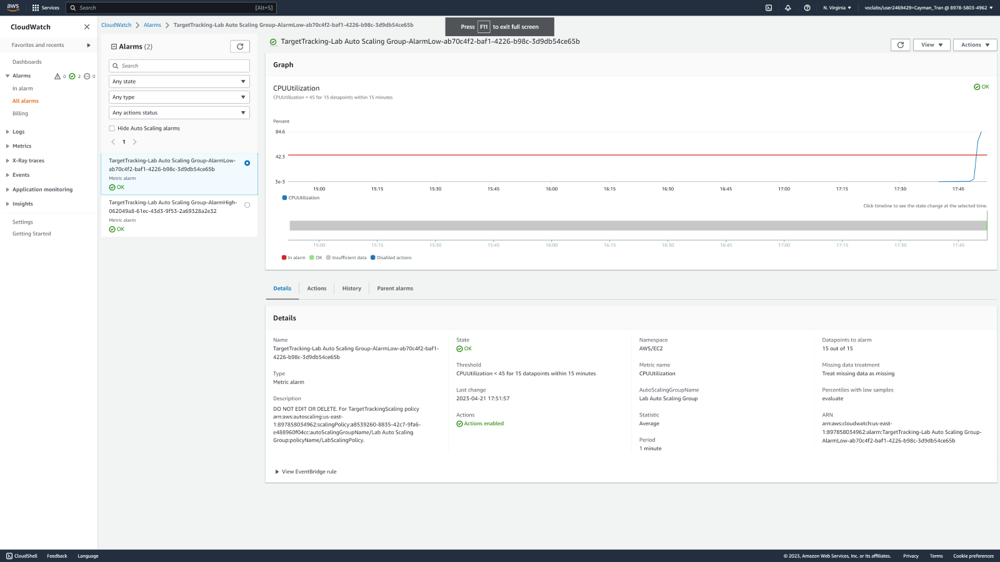 aws
Services
Search
[Alt+S]
N. Virginia
voclabs/user2469429=Cayman_Tran @ 8978-5803-4962
CloudWatch
Favorites and recents
Dashboards
Alarms
0
2
0
In alarm
All alarms
Billing
Logs
Metrics
X-Ray traces
Events
Application monitoring
Insights
Settings
Getting Started
CloudWatch
Alarms
TargetTracking-Lab Auto Scaling Group-AlarmLow-ab70c4f2-baf1-4226-b98c-3d9db54ce65b
Press F11 to exit full screen
Alarms (2)
Search
Any state
Any type
Any actions status
Hide Auto Scaling alarms
1
TargetTracking-Lab Auto Scaling Group-AlarmLow-
ab70c4f2-baf1-4226-b98c-3d9db54ce65b
Metric alarm
OK
TargetTracking-Lab Auto Scaling Group-AlarmHigh-
062049a8-61ec-43d3-9f53-2a69328a2e32
Metric alarm
OK
TargetTracking-Lab Auto Scaling Group-AlarmLow-ab70c4f2-baf1-4226-b98c-3d9db54ce65b
View
Actions
Graph
CPUUtilization
OK
CPUUtilization < 45 for 15 datapoints within 15 minutes
Percent
84.6
42.3
3e-3
15:00 15:15 15:30 15:45 16:00 16:15 16:30 16:45 17:00 17:15 17:30 17:45
CPUUtilization
Click timeline to see the state change at the selected time.
15:00 15:15 15:30 15:45 16:00 16:15 16:30 16:45 17:00 17:15 17:30 17:45
In alarm OK Insufficient data Disabled actions
Details
Actions
History
Parent alarms
Details
Name
TargetTracking-Lab Auto Scaling Group-AlarmLow-ab70c4f2-baf1-
4226-b98c-3d9db54ce65b
Type
Metric alarm
Description
DO NOT EDIT OR DELETE. For TargetTrackingScaling policy
arn:aws:autoscaling:us-east-
1:897858034962:scalingPolicy:a8539260-8835-42c7-9fa6-
e488960f04cc:autoScalingGroupName/Lab Auto Scaling
Group:policyName/LabScalingPolicy.
State
OK
Threshold
CPUUtilization < 45 for 15 datapoints within 15 minutes
Last change
2023-04-21 17:51:57
Actions
Actions enabled
Namespace
AWS/EC2
Metric name
CPUUtilization
AutoScalingGroupName
Lab Auto Scaling Group
Statistic
Average
Period
1 minute
Datapoints to alarm
15 out of 15
Missing data treatment
Treat missing data as missing
Percentiles with low samples
evaluate
ARN
arn:aws:cloudwatch:us-east-
1:897858034962:alarm:TargetTracking-Lab Auto Scaling Group-
AlarmLow-ab70c4f2-baf1-4226-b98c-3d9db54ce65b
View EventBridge rule
CloudShell
Feedback
Language
© 2023, Amazon Web Services, Inc. or its affiliates.
Privacy
Terms
Cookie preferences